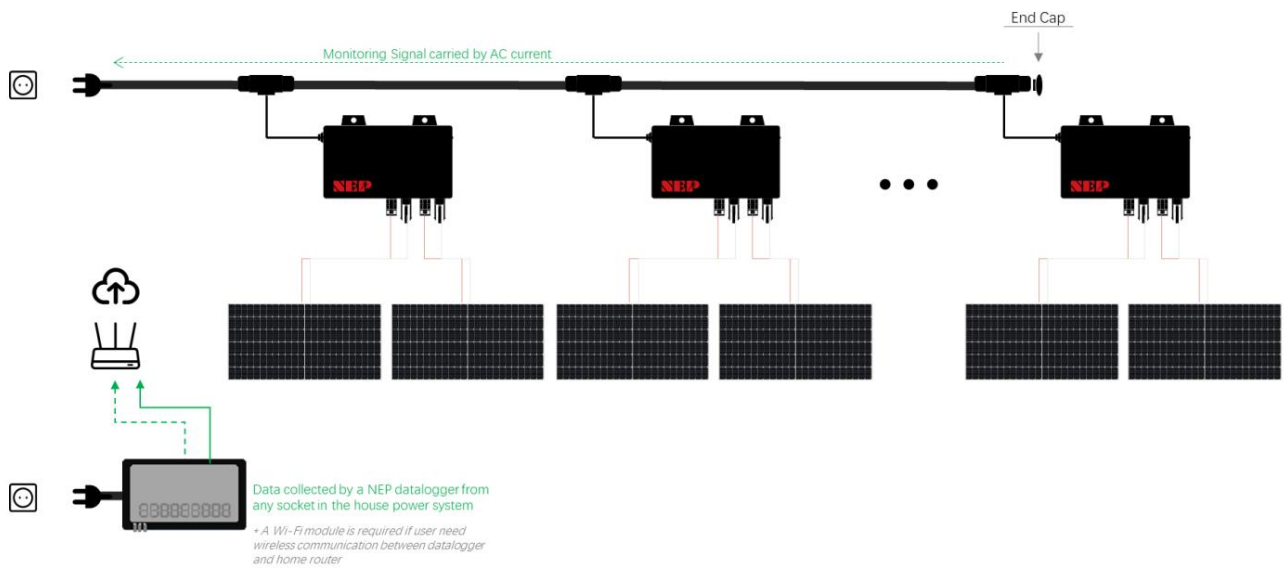 End Cap
Monitoring Signal carried by AC current
NEP
NEP
NEP
Data collected by a NEP datalogger from
any socket in the house power system
* A Wi-Fi module is required if user need
wireless communication between datalogger
and home router